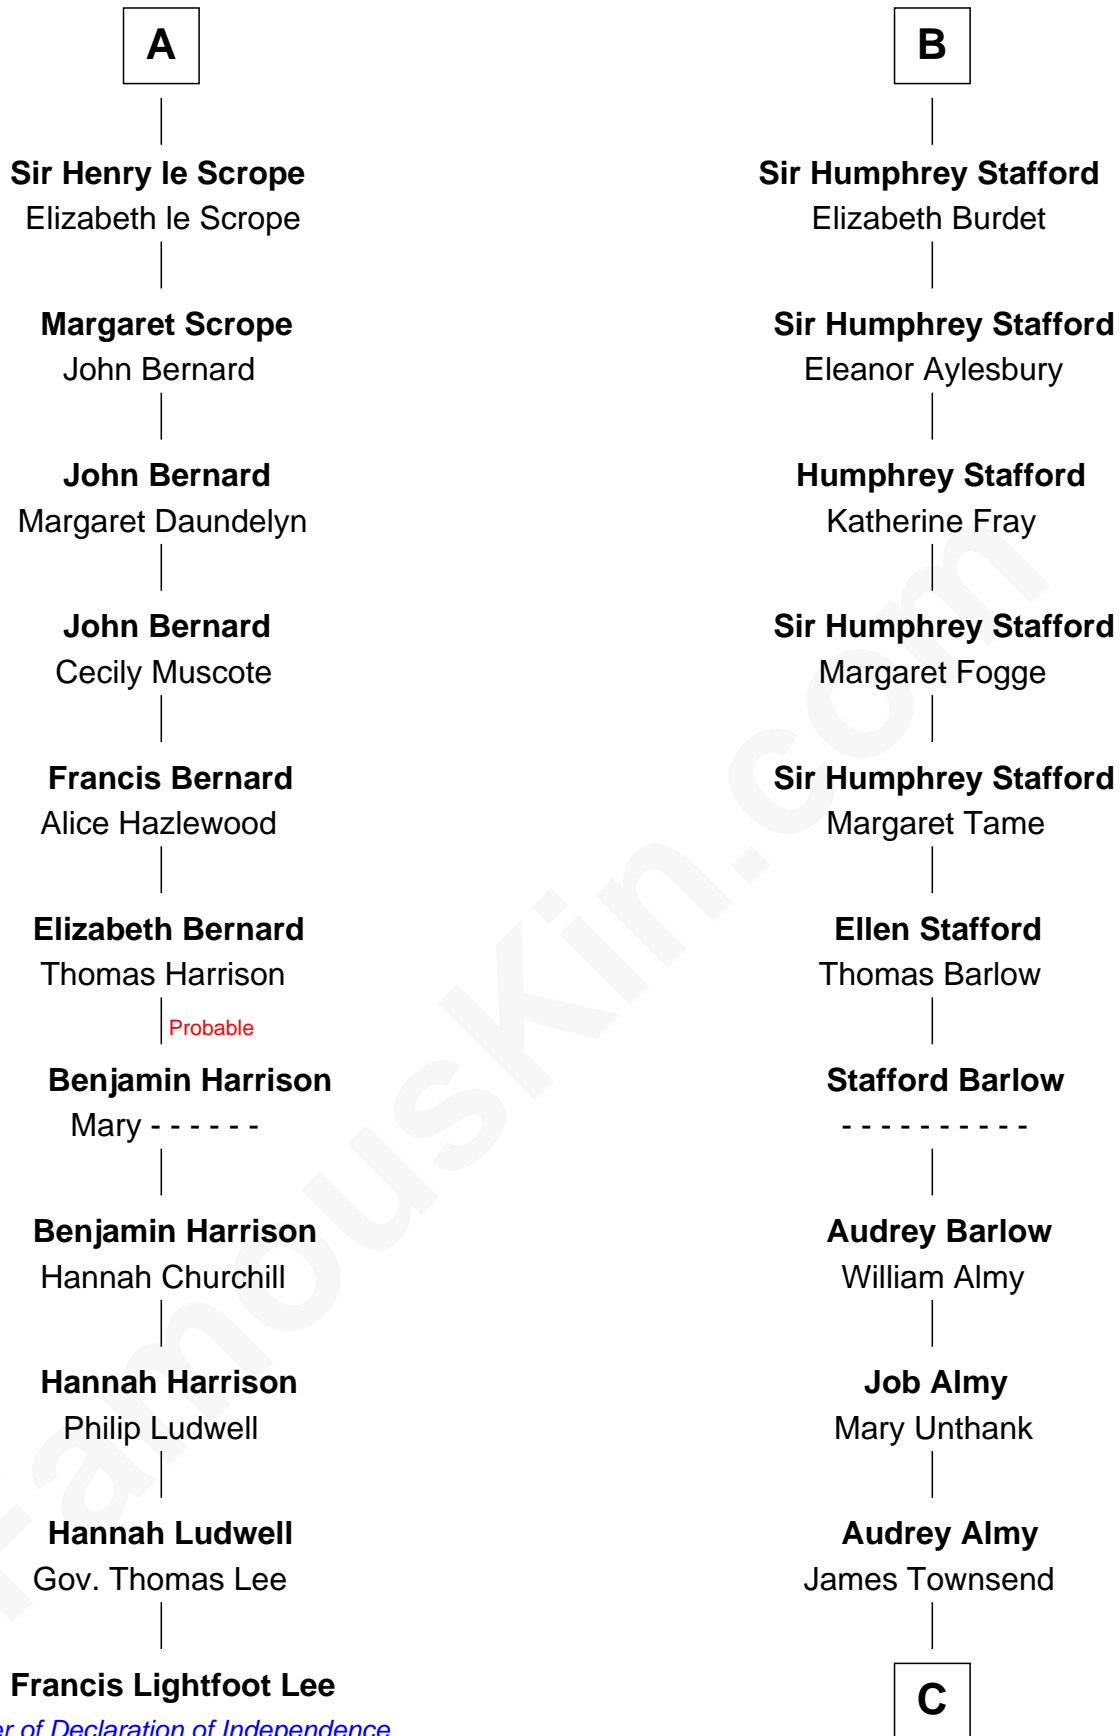 A
Sir Henry le Scrope
Elizabeth le Scrope
Margaret Scrope
John Bernard
John Bernard
Margaret Daundelyn
John Bernard
Cecily Muscote
Francis Bernard
Alice Hazlewood
Elizabeth Bernard
Thomas Harrison
Probable
Benjamin Harrison
Mary - - - - - -
Benjamin Harrison
Hannah Churchill
Hannah Harrison
Philip Ludwell
Hannah Ludwell
Gov. Thomas Lee
Francis Lightfoot Lee
of Declaration of Independence
B
Sir Humphrey Stafford
Elizabeth Burdet
Sir Humphrey Stafford
Eleanor Aylesbury
Humphrey Stafford
Katherine Fray
Sir Humphrey Stafford
Margaret Fogge
Sir Humphrey Stafford
Margaret Tame
Ellen Stafford
Thomas Barlow
Stafford Barlow
- - - - - - - - - -
Audrey Barlow
William Almy
Job Almy
Mary Unthank
Audrey Almy
James Townsend
C
FamousKin.com